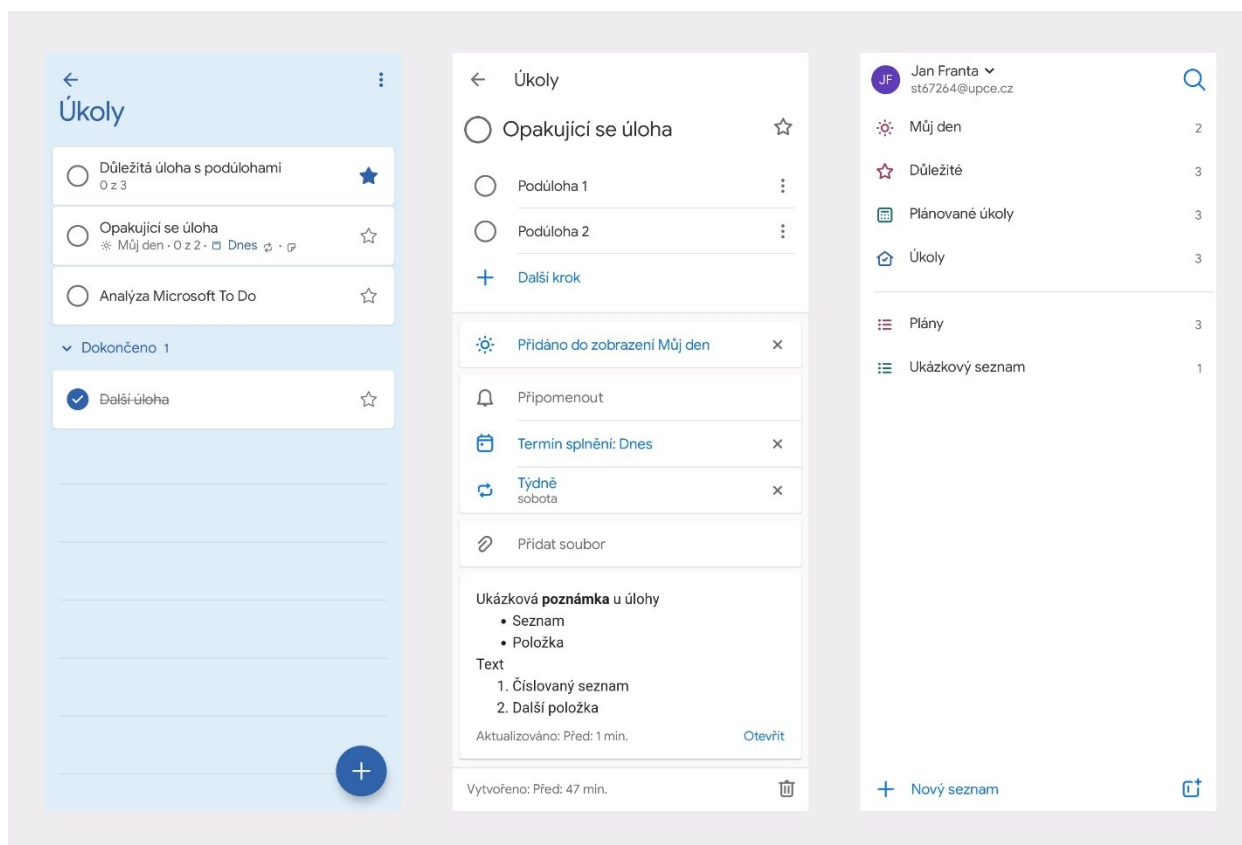 Úkoly
Důležitá úloha s podúlohami
0 z 3
Opakující se úloha
Můj den · 0 z 2 · Dnes
Analýza Microsoft To Do
Dokončeno 1
Další úloha
Úkoly
Opakující se úloha
Podúloha 1
Podúloha 2
Další krok
Přidáno do zobrazení Můj den
Připomenout
Termín splnění: Dnes
Týdně
sobota
Přidat soubor
Ukázková poznámka u úlohy
• Seznam
• Položka
Text
1. Číslovaný seznam
2. Další položka
Aktualizováno: Před: 1 min. Otevřít
Vytvořeno: Před: 47 min.
JF Jan Franta
st67264@upce.cz
Můj den 2
Důležité 3
Plánované úkoly 3
Úkoly 3
Plány 3
Ukázkový seznam 1
Nový seznam